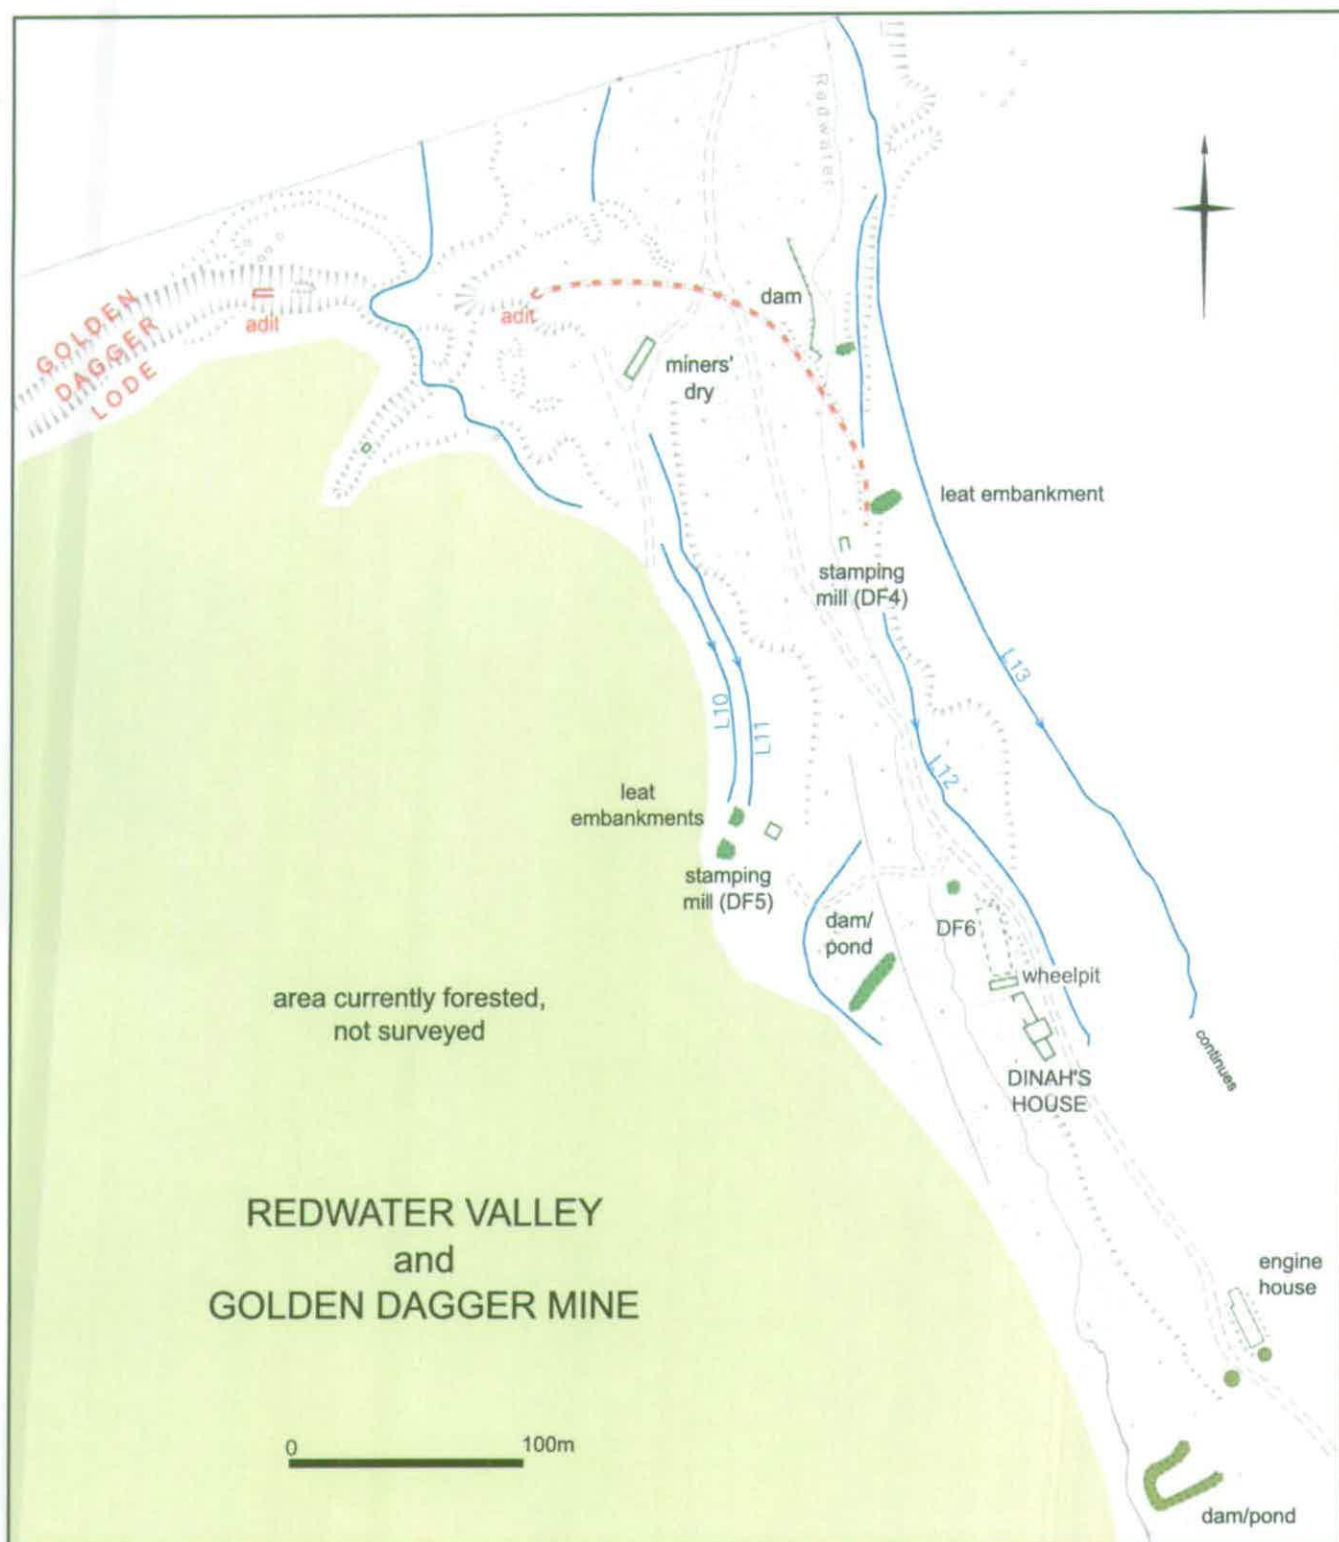 Redwater
GOLDEN
DAGGER
LODE
adit
adit
dam
miners'
dry
leat embankment
stamping
mill (DF4)
L13
L10
L11
L12
leat
embankments
stamping
mill (DF5)
dam/
pond
DF6
wheelpit
area currently forested,
not surveyed
continues
DINAH'S
HOUSE
REDWATER VALLEY
and
GOLDEN DAGGER MINE
engine
house
0
100m
dam/pond